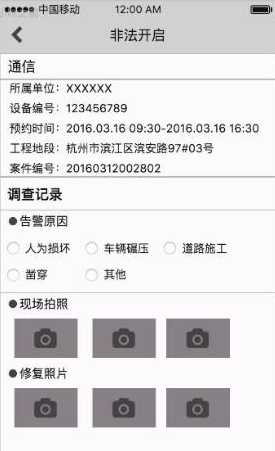 中国移动 12:00 AM
非法开启
通信
所属单位：XXXXXX
设备编号：123456789
预约时间：2016.03.16 09:30-2016.03.16 16:30
工程地段：杭州市滨江区滨安路97#03号
案件编号：20160312002802
调查记录
告警原因
人为损坏 车辆碾压 道路施工
凿穿 其他
现场拍照
修复照片